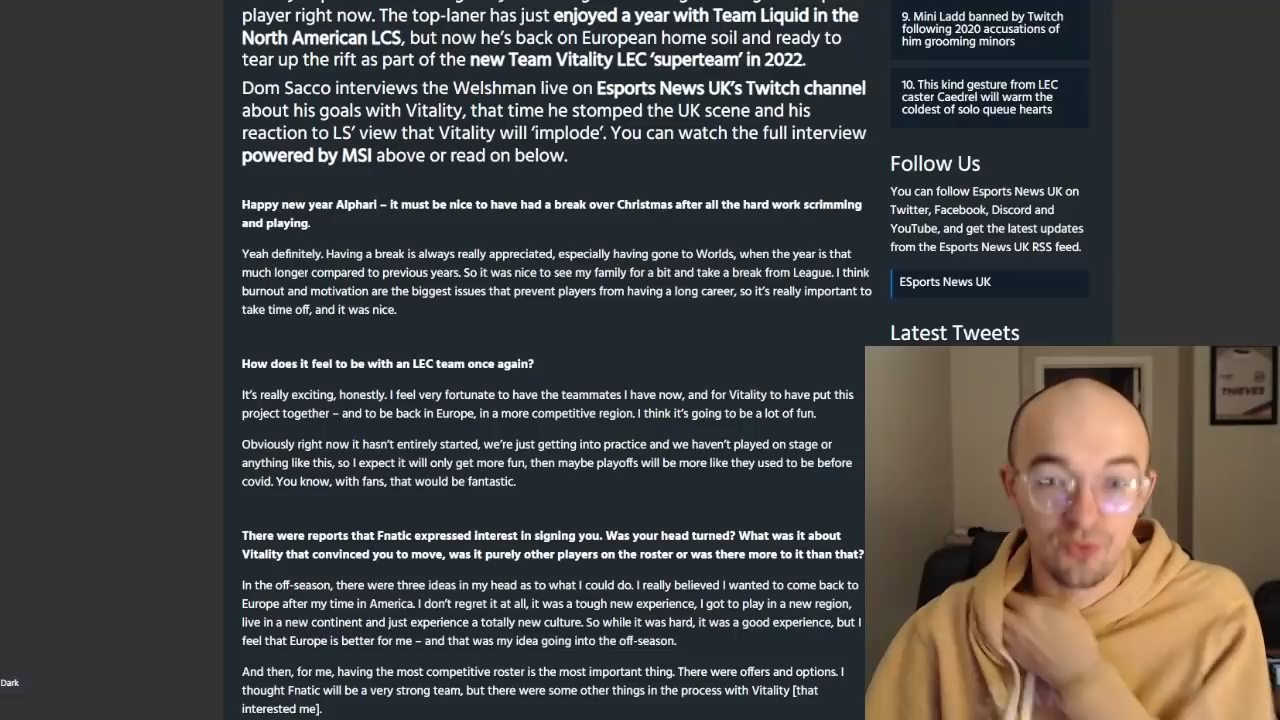 player right now. The top-laner has just enjoyed a year with Team Liquid in the
North American LCS, but now he's back on European home soil and ready to
tear up the rift as part of the new Team Vitality LEC 'superteam' in 2022.
Dom Sacco interviews the Welshman live on Esports News UK's Twitch channel
about his goals with Vitality, that time he stomped the UK scene and his
reaction to LS' view that Vitality will 'implode'. You can watch the full interview
powered by MSI above or read on below.
Happy new year Alphari – it must be nice to have had a break over Christmas after all the hard work scrimming
and playing.
Yeah definitely. Having a break is always really appreciated, especially having gone to Worlds, when the year is that
much longer compared to previous years. So it was nice to see my family for a bit and take a break from League. I think
burnout and motivation are the biggest issues that prevent players from having a long career, so it's really important to
take time off, and it was nice.
How does it feel to be with an LEC team once again?
It's really exciting, honestly. I feel very fortunate to have the teammates I have now, and for Vitality to have put this
project together – and to be back in Europe, in a more competitive region. I think it's going to be a lot of fun.
Obviously right now it hasn't entirely started, we're just getting into practice and we haven't played on stage or
anything like this, so I expect it will only get more fun, then maybe playoffs will be more like they used to be before
covid. You know, with fans, that would be fantastic.
There were reports that Fnatic expressed interest in signing you. Was your head turned? What was it about
Vitality that convinced you to move, was it purely other players on the roster or was there more to it than that?
In the off-season, there were three ideas in my head as to what I could do. I really believed I wanted to come back to
Europe after my time in America. I don't regret it at all, it was a tough new experience, I got to play in a new region,
live in a new continent and just experience a totally new culture. So while it was hard, it was a good experience, but I
feel that Europe is better for me – and that was my idea going into the off-season.
And then, for me, having the most competitive roster is the most important thing. There were offers and options. I
thought Fnatic will be a very strong team, but there were some other things in the process with Vitality [that
interested me].
9. Mini Ladd banned by Twitch
following 2020 accusations of
him grooming minors
10. This kind gesture from LEC
caster Caedrel will warm the
coldest of solo queue hearts
Follow Us
You can follow Esports News UK on
Twitter, Facebook, Discord and
YouTube, and get the latest updates
from the Esports News UK RSS feed.
ESports News UK
Latest Tweets
THIEVES
Dark